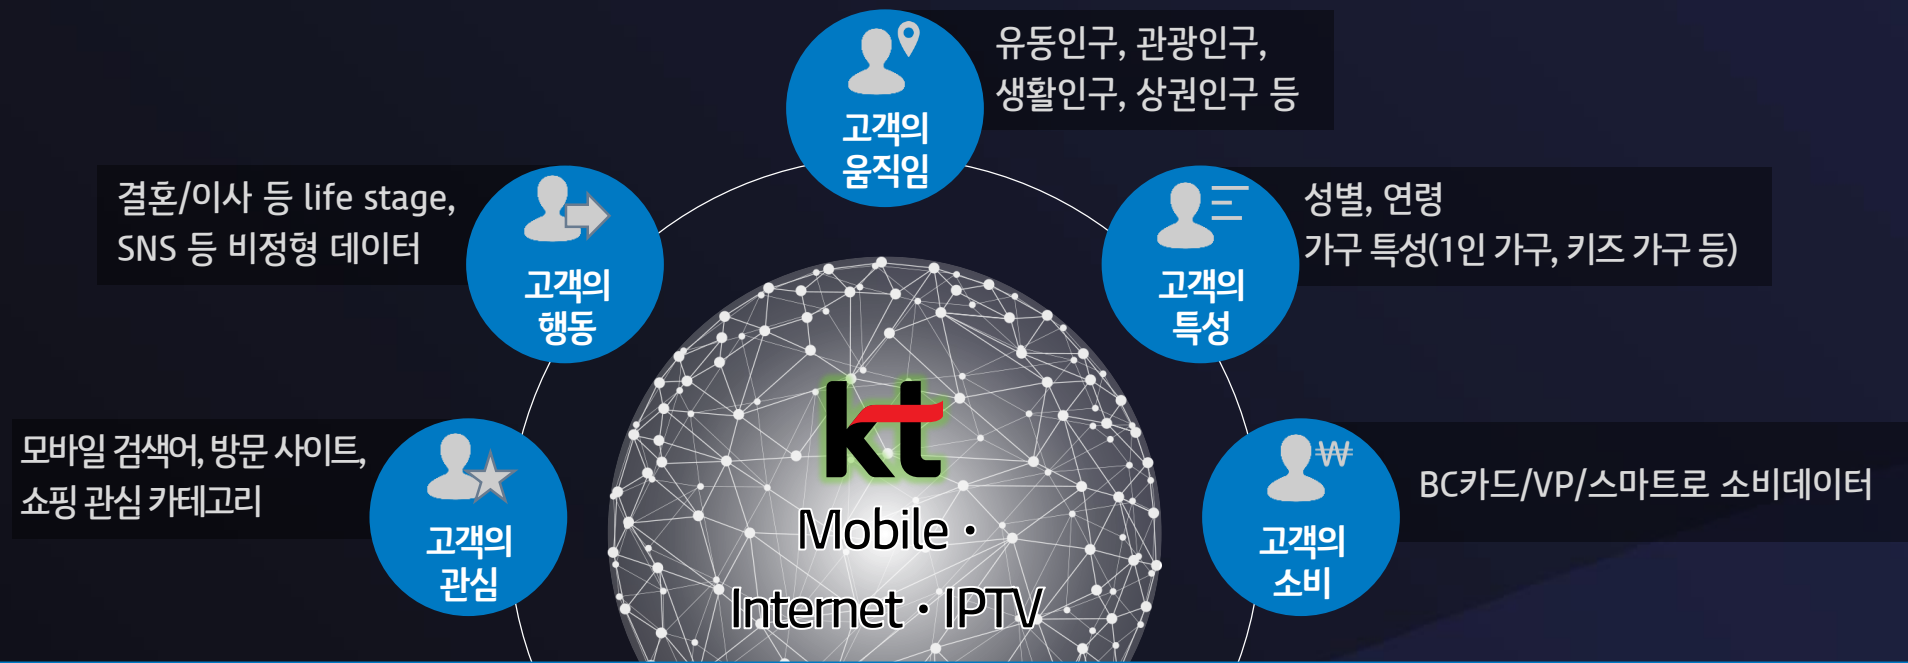 고객의
움직임
유동인구, 관광인구,
생활인구, 상권인구 등
결혼/이사 등 life stage,
SNS 등 비정형 데이터
고객의
행동
고객의
특성
성별, 연령
가구 특성(1인 가구, 키즈 가구 등)
모바일 검색어, 방문 사이트,
쇼핑 관심 카테고리
고객의
관심
kt
Mobile ·
Internet · IPTV
₩
고객의
소비
BC카드/VP/스마트로 소비데이터